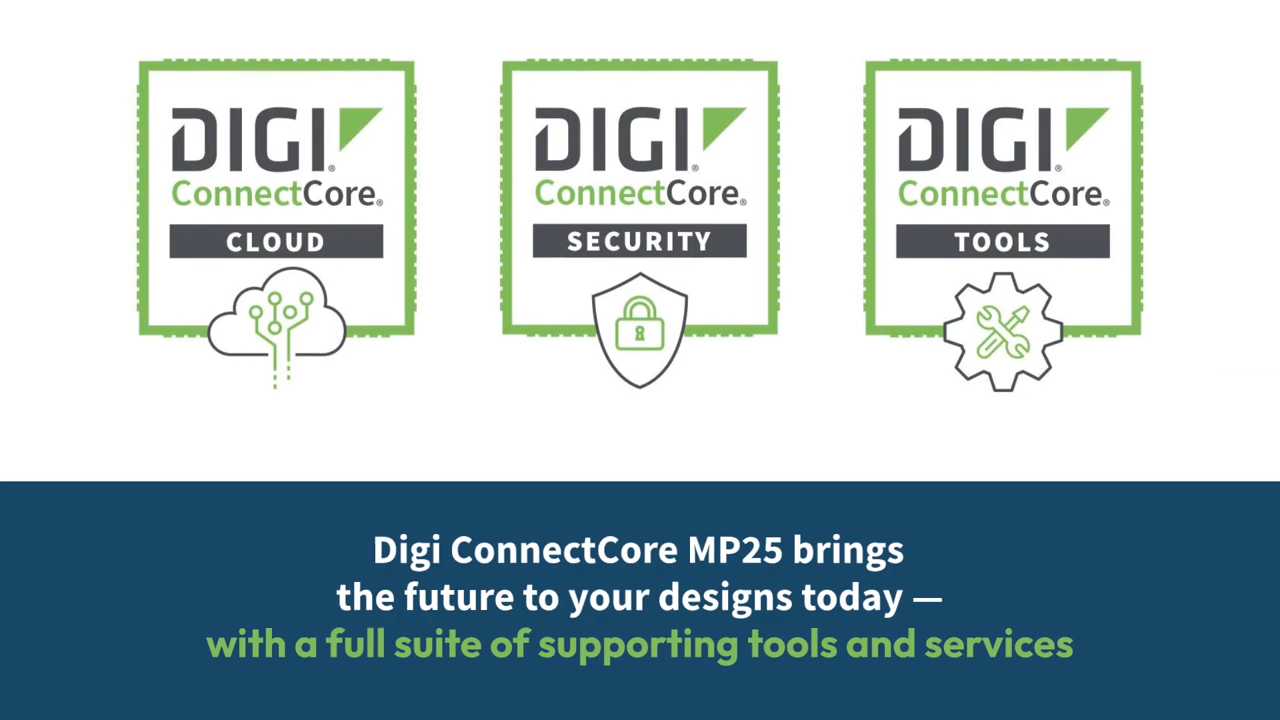 DIGI®
ConnectCore®
CLOUD
DIGI®
ConnectCore®
SECURITY
DIGI®
ConnectCore®
TOOLS
Digi ConnectCore MP25 brings
the future to your designs today —
with a full suite of supporting tools and services